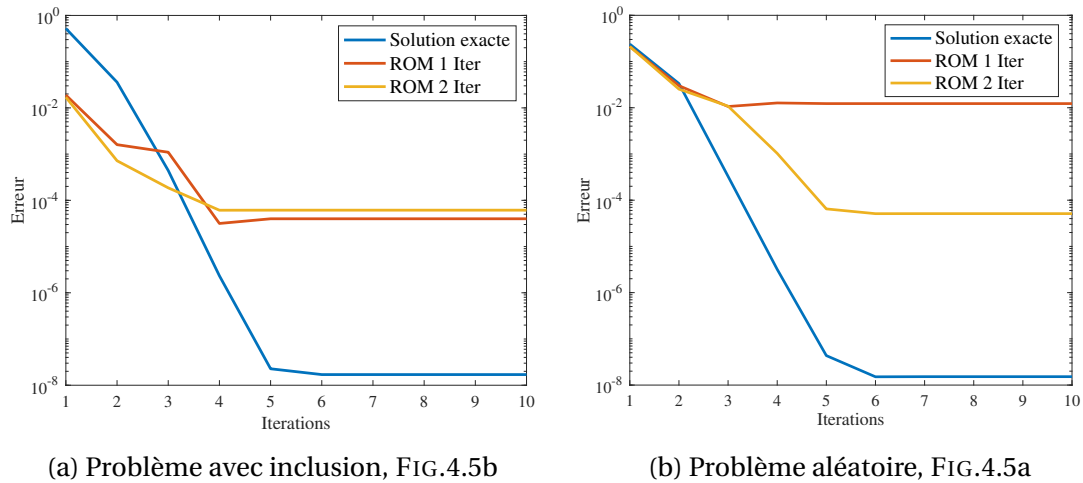 10^0
10^-2
10^-4
10^-6
10^-8
Erreur
1 2 3 4 5 6 7 8 9 10
Iterations
Solution exacte
ROM 1 Iter
ROM 2 Iter
(a) Problème avec inclusion, FIG.4.5b
10^0
10^-2
10^-4
10^-6
10^-8
Erreur
1 2 3 4 5 6 7 8 9 10
Iterations
Solution exacte
ROM 1 Iter
ROM 2 Iter
(b) Problème aléatoire, FIG.4.5a